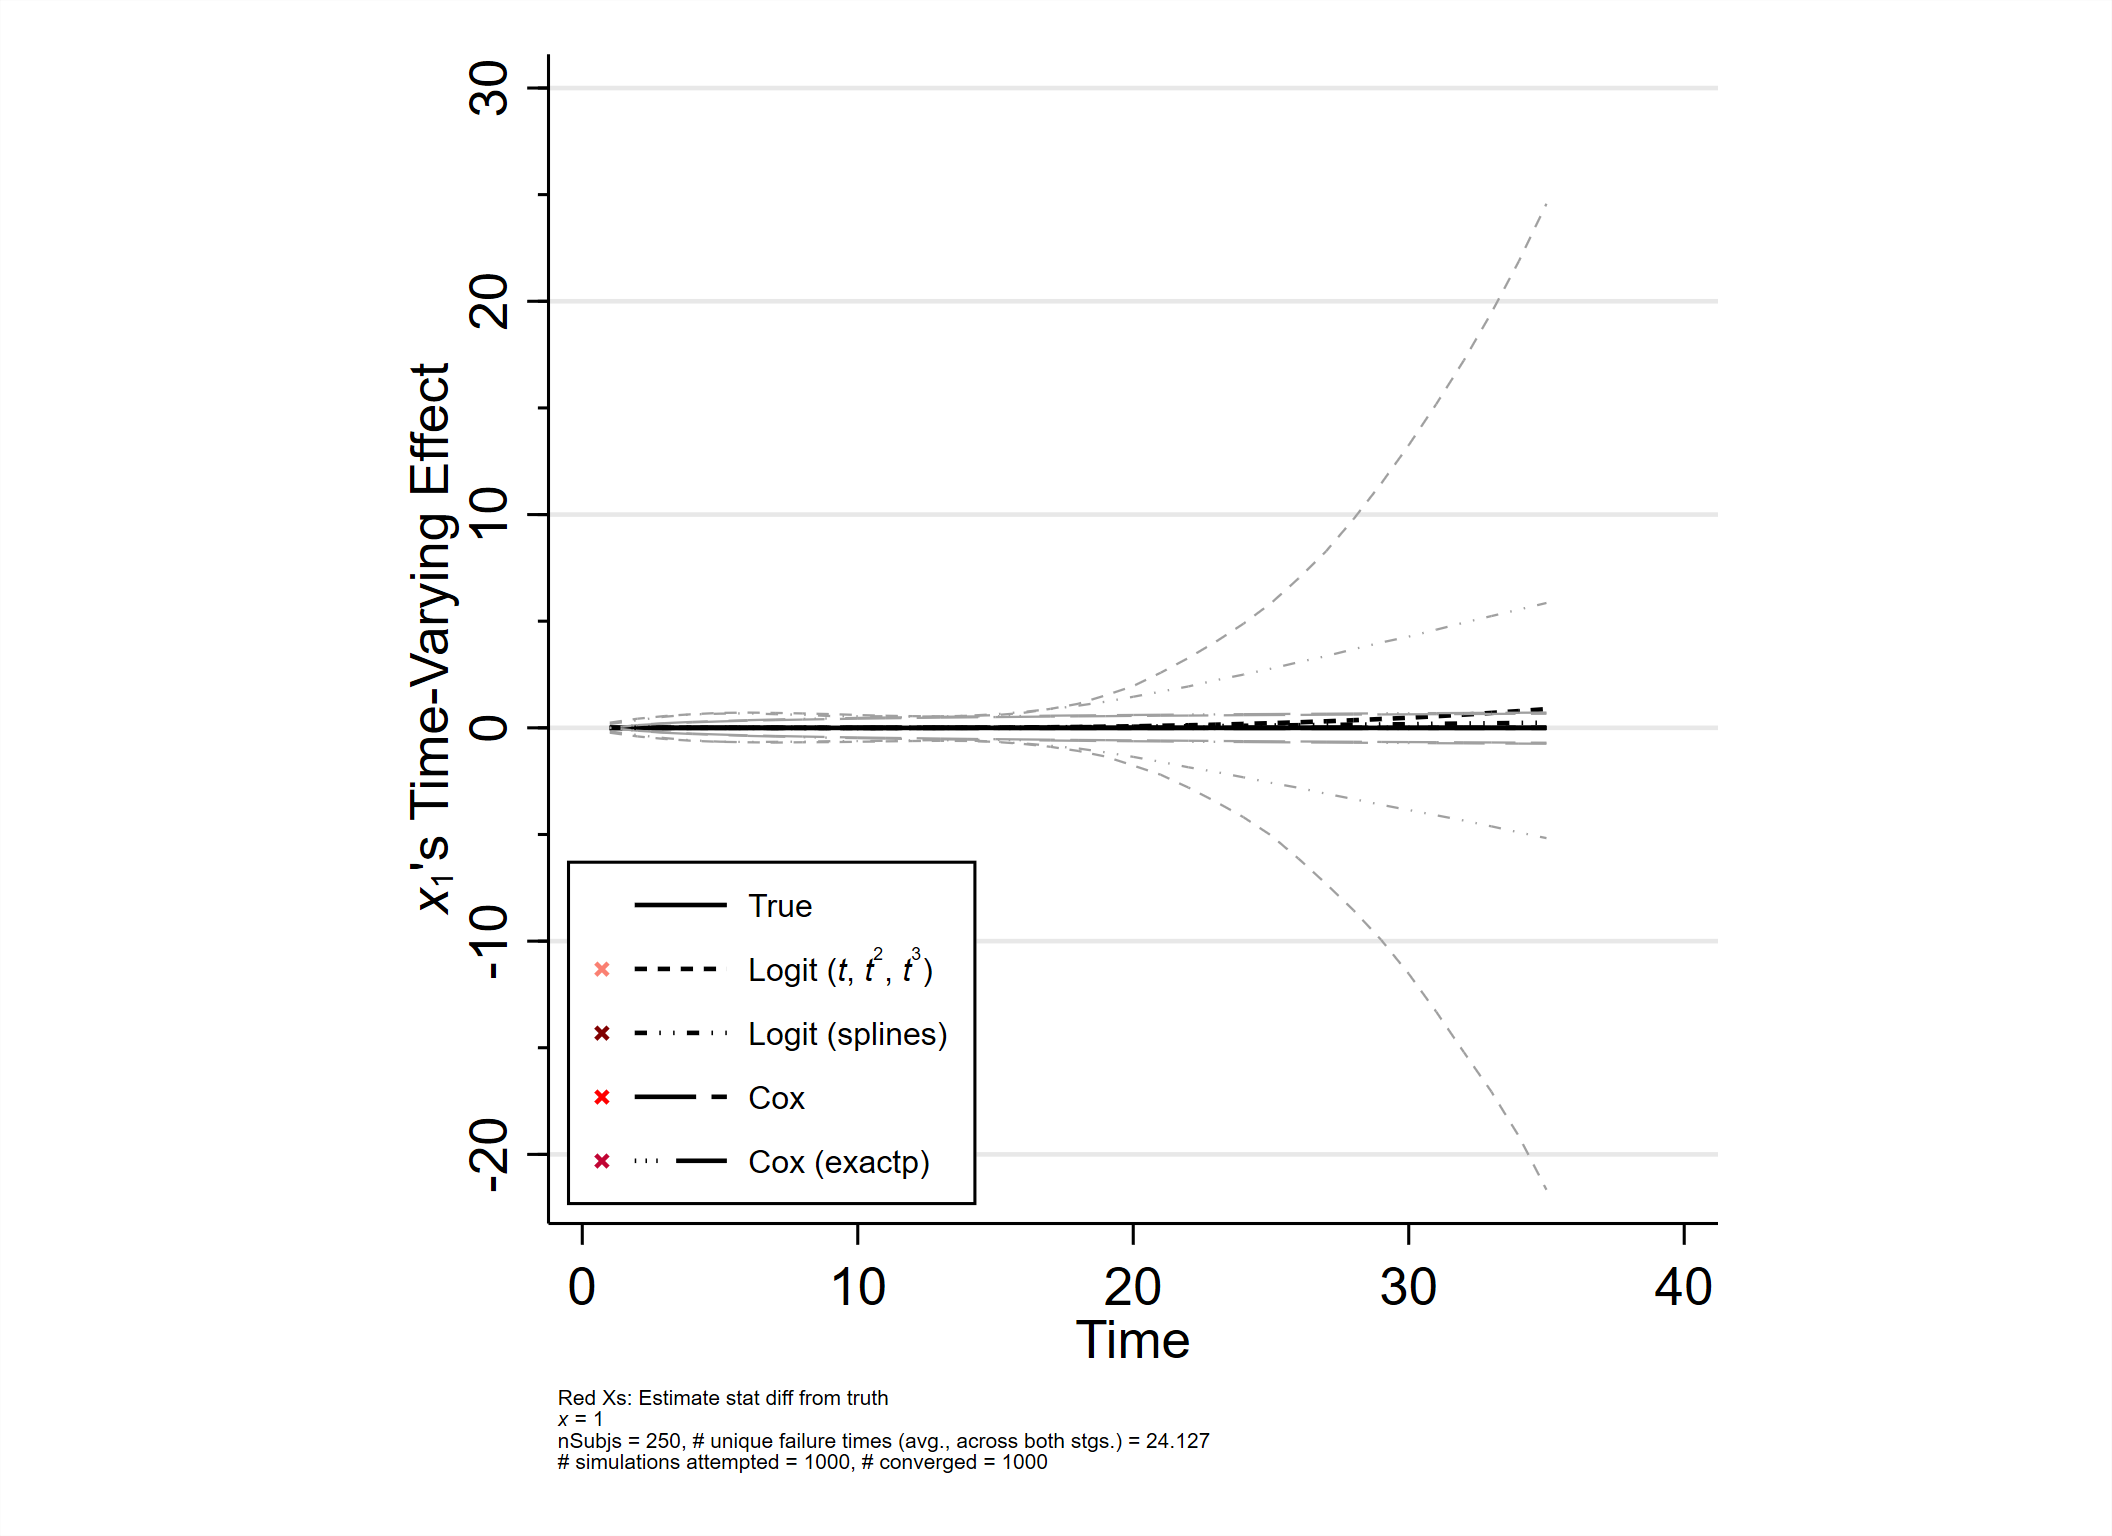 x1's Time-Varying Effect
30
20
10
0
-10
-20
True
Logit (t, t2, t3)
Logit (splines)
Cox
Cox (exactp)
0 10 20 30 40
Time
Red Xs: Estimate stat diff from truth
x = 1
nSubjs = 250, # unique failure times (avg., across both stgs.) = 24.127
# simulations attempted = 1000, # converged = 1000